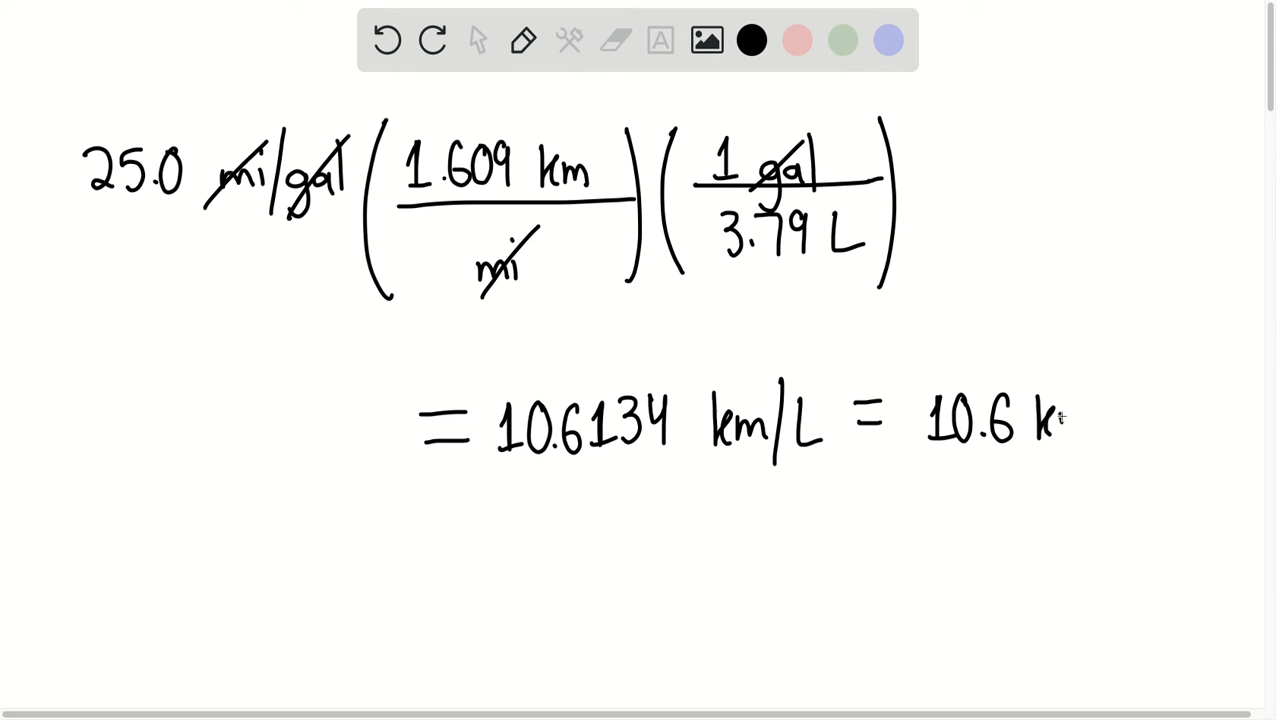 25.0 mi/gal (1.609 km / mi) (1 gal / 3.79 L)
= 10.6134 km/L = 10.6 k